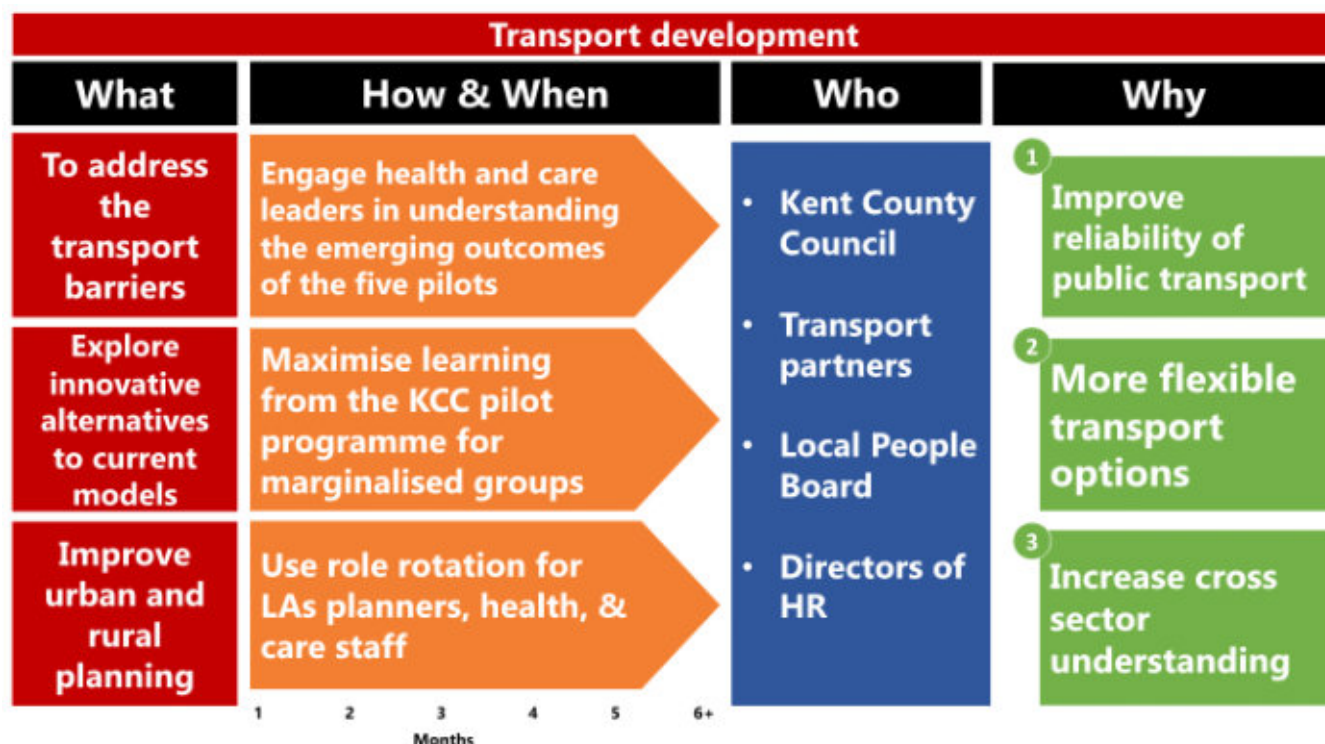 Transport development
What
How & When
Who
Why
To address
the
transport
barriers
Engage health and care
leaders in understanding
the emerging outcomes
of the five pilots
Explore
innovative
alternatives
to current
models
Maximise learning
from the KCC pilot
programme for
marginalised groups
Improve
urban and
rural
planning
Use role rotation for
LAs planners, health, &
care staff
1 2 3 4 5 6+
Months
• Kent County
Council
• Transport
partners
• Local People
Board
• Directors of
HR
1
Improve
reliability of
public transport
2
More flexible
transport
options
3
Increase cross
sector
understanding